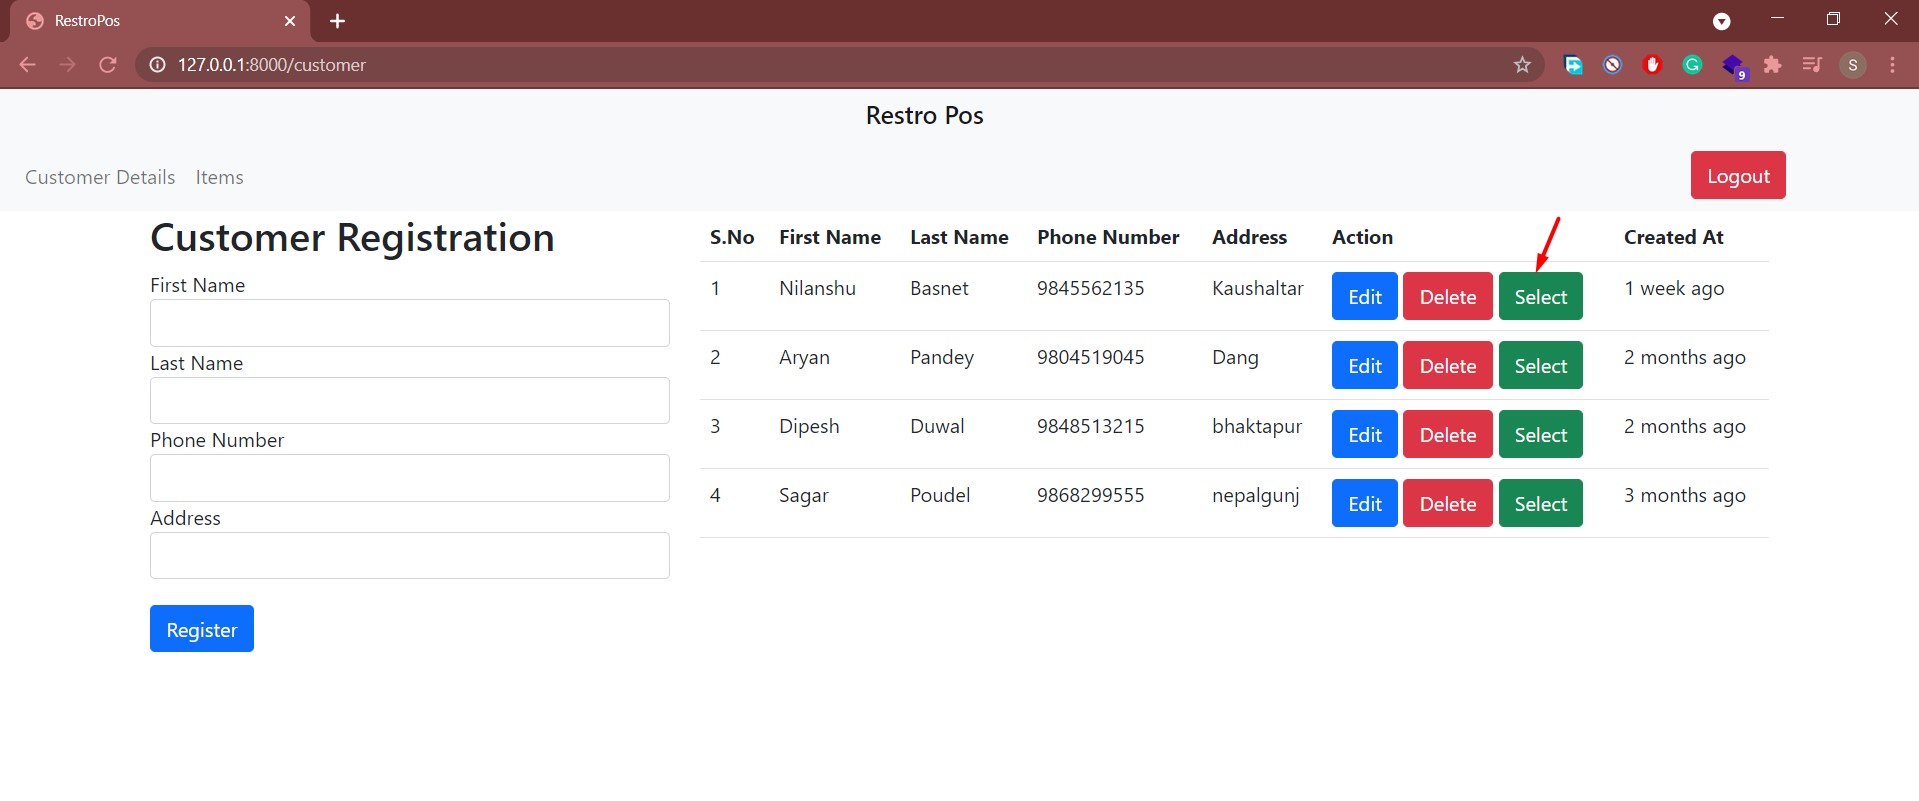 RestroPos
127.0.0.1:8000/customer
9
S
Restro Pos
Customer Details Items Logout
Customer Registration
First Name
Last Name
Phone Number
Address
Register
S.No First Name Last Name Phone Number Address Action Created At
1 Nilanshu Basnet 9845562135 Kaushaltar Edit Delete Select 1 week ago
2 Aryan Pandey 9804519045 Dang Edit Delete Select 2 months ago
3 Dipesh Duwal 9848513215 bhaktapur Edit Delete Select 2 months ago
4 Sagar Poudel 9868299555 nepalgunj Edit Delete Select 3 months ago